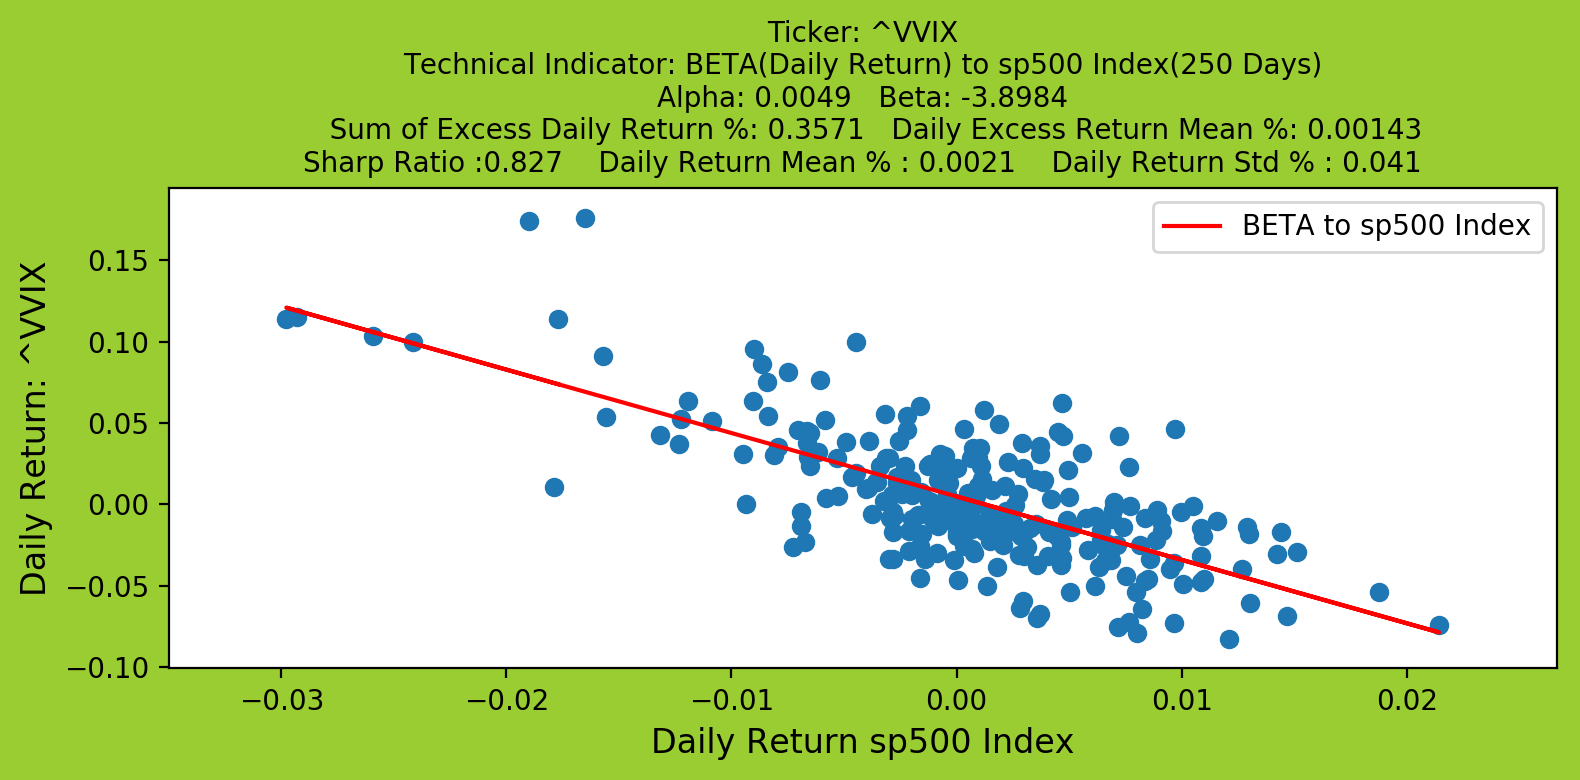 Ticker: ^VVIX
Technical Indicator: BETA(Daily Return) to sp500 Index(250 Days)
Alpha: 0.0049   Beta: -3.8984
Sum of Excess Daily Return %: 0.3571   Daily Excess Return Mean %: 0.00143
Sharp Ratio :0.827    Daily Return Mean % : 0.0021    Daily Return Std % : 0.041
BETA to sp500 Index
Daily Return: ^VVIX
0.15
0.10
0.05
0.00
−0.05
−0.10
−0.03 −0.02 −0.01 0.00 0.01 0.02
Daily Return sp500 Index